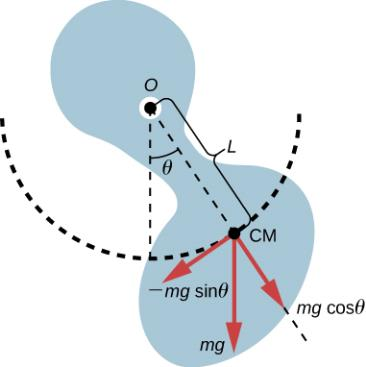 O
L
θ
CM
−mg sinθ
mg cosθ
mg